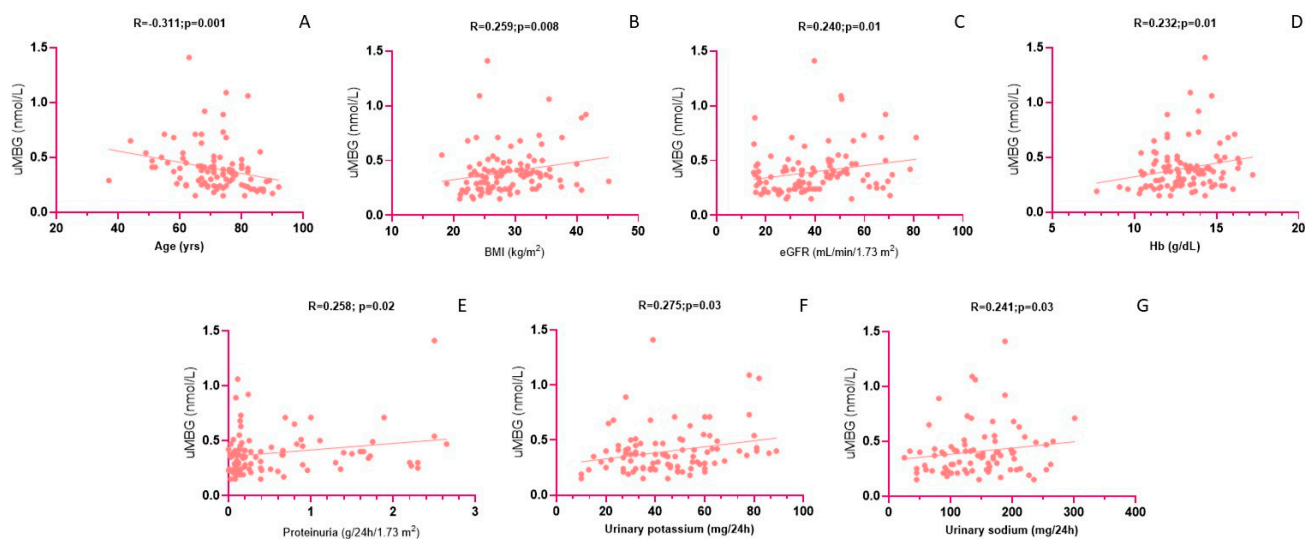 R=-0.311;p=0.001
A
uMBG (nmol/L)
1.5
1.0
0.5
0.0
20
40
60
80
100
Age (yrs)
R=0.259;p=0.008
B
uMBG (nmol/L)
1.5
1.0
0.5
0.0
10
20
30
40
50
BMI (kg/m²)
R=0.240;p=0.01
C
uMBG (nmol/L)
1.5
1.0
0.5
0.0
0
20
40
60
80
100
eGFR (mL/min/1.73 m²)
R=0.232;p=0.01
D
uMBG (nmol/L)
1.5
1.0
0.5
0.0
5
10
15
20
Hb (g/dL)
R=0.258; p=0.02
E
uMBG (nmol/L)
1.5
1.0
0.5
0.0
0
1
2
3
Proteinuria (g/24h/1.73 m²)
R=0.275;p=0.03
F
uMBG (nmol/L)
1.5
1.0
0.5
0.0
0
20
40
60
80
100
Urinary potassium (mg/24h)
R=0.241;p=0.03
G
uMBG (nmol/L)
1.5
1.0
0.5
0.0
0
100
200
300
400
Urinary sodium (mg/24h)